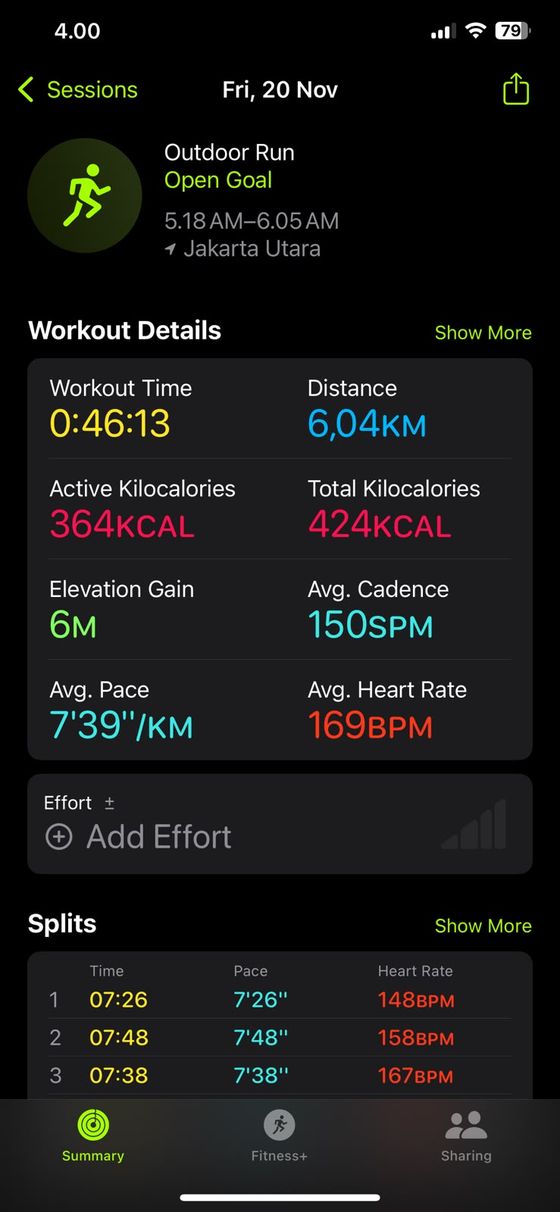 4.00
79
Sessions
Fri, 20 Nov
Outdoor Run
Open Goal
5.18 AM–6.05 AM
Jakarta Utara
Workout Details
Show More
Workout Time
Distance
0:46:13
6,04KM
Active Kilocalories
Total Kilocalories
364KCAL
424KCAL
Elevation Gain
Avg. Cadence
6M
150SPM
Avg. Pace
Avg. Heart Rate
7'39''/KM
169BPM
Effort ±
Add Effort
Splits
Show More
Time Pace Heart Rate
1 07:26 7'26'' 148BPM
2 07:48 7'48'' 158BPM
3 07:38 7'38'' 167BPM
Summary
Fitness+
Sharing